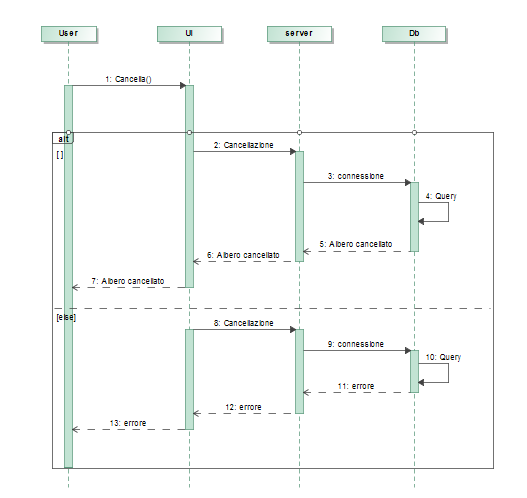 User
UI
server
Db
1: Cancella()
alt
[ ]
2: Cancellazione
3: connessione
4: Query
5: Albero cancellato
6: Albero cancellato
7: Albero cancellato
[else]
8: Cancellazione
9: connessione
10: Query
11: errore
12: errore
13: errore